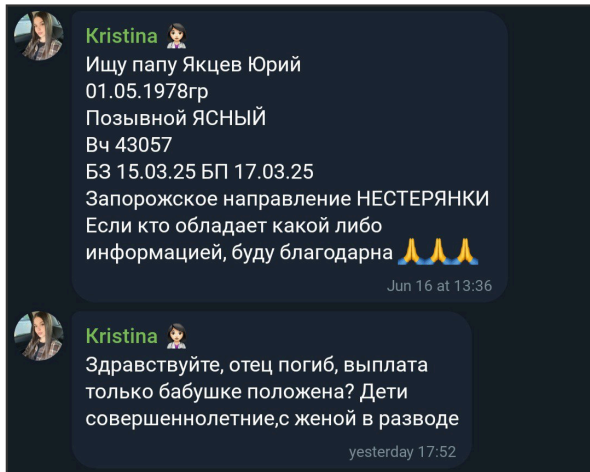 Kristina 👩🏻‍⚕️
Ищу папу Якцев Юрий
01.05.1978гр
Позывной ЯСНЫЙ
Вч 43057
БЗ 15.03.25 БП 17.03.25
Запорожское направление НЕСТЕРЯНКИ
Если кто обладает какой либо
информацией, буду благодарна 🙏🙏🙏
Jun 16 at 13:36
Kristina 👩🏻‍⚕️
Здравствуйте, отец погиб, выплата
только бабушке положена? Дети
совершеннолетние,с женой в разводе
yesterday 17:52